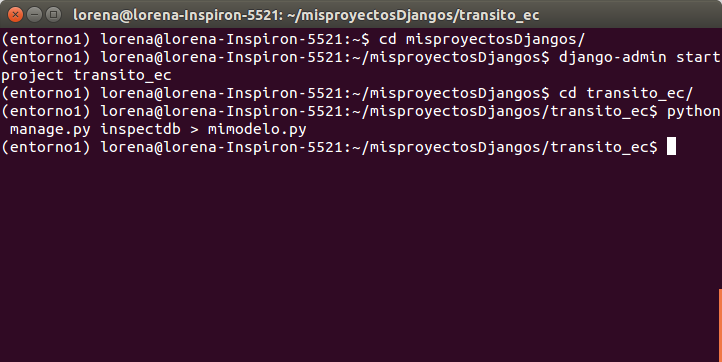 lorena@lorena-Inspiron-5521: ~/misproyectosDjangos/transito_ec
(entorno1) lorena@lorena-Inspiron-5521:~$ cd misproyectosDjangos/
(entorno1) lorena@lorena-Inspiron-5521:~/misproyectosDjangos$ django-admin start
project transito_ec
(entorno1) lorena@lorena-Inspiron-5521:~/misproyectosDjangos$ cd transito_ec/
(entorno1) lorena@lorena-Inspiron-5521:~/misproyectosDjangos/transito_ec$ python
 manage.py inspectdb > mimodelo.py
(entorno1) lorena@lorena-Inspiron-5521:~/misproyectosDjangos/transito_ec$